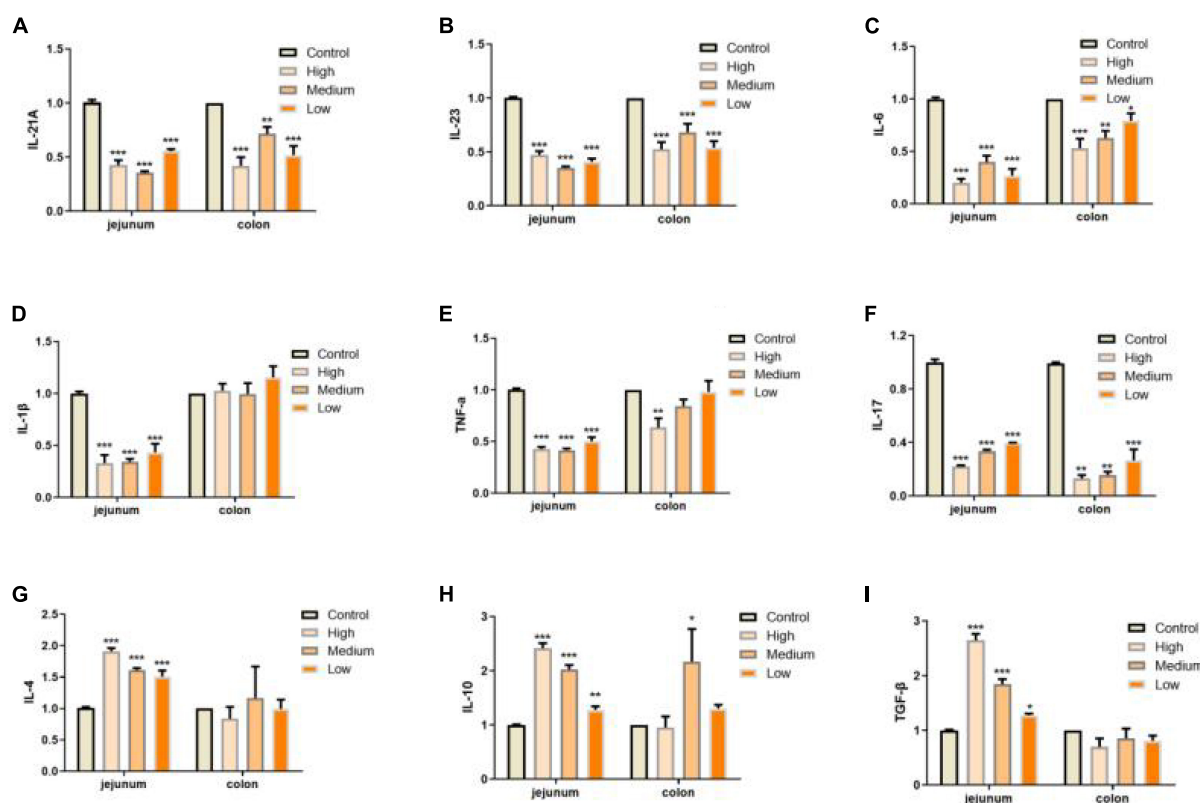 A
IL-21A
1.5
1.0
0.5
0.0
*** *** ***
*** ** ***
jejunum colon
Control
High
Medium
Low
B
IL-23
1.5
1.0
0.5
0.0
*** *** ***
*** *** ***
jejunum colon
Control
High
Medium
Low
C
IL-6
1.5
1.0
0.5
0.0
*** *** ***
*** ** *
jejunum colon
Control
High
Medium
Low
D
IL-1β
1.5
1.0
0.5
0.0
*** *** ***
jejunum colon
Control
High
Medium
Low
E
TNF-a
1.5
1.0
0.5
0.0
*** *** ***
**
jejunum colon
Control
High
Medium
Low
F
IL-17
1.2
0.8
0.4
0.0
*** *** ***
** ** ***
jejunum colon
Control
High
Medium
Low
G
IL-4
2.5
2.0
1.5
1.0
0.5
0.0
*** *** ***
jejunum colon
Control
High
Medium
Low
H
IL-10
3
2
1
0
*** *** **
*
jejunum colon
Control
High
Medium
Low
I
TGF-β
3
2
1
0
*** *** *
jejunum colon
Control
High
Medium
Low